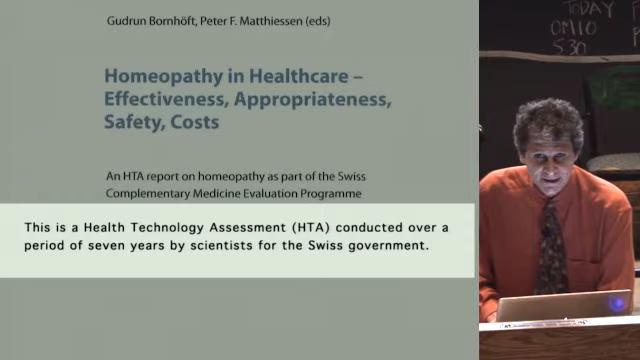 Gudrun Bornhöft, Peter F. Matthiessen (eds)
Homeopathy in Healthcare –
Effectiveness, Appropriateness,
Safety, Costs
An HTA report on homeopathy as part of the Swiss
Complementary Medicine Evaluation Programme
This is a Health Technology Assessment (HTA) conducted over a
period of seven years by scientists for the Swiss government.
TODAY